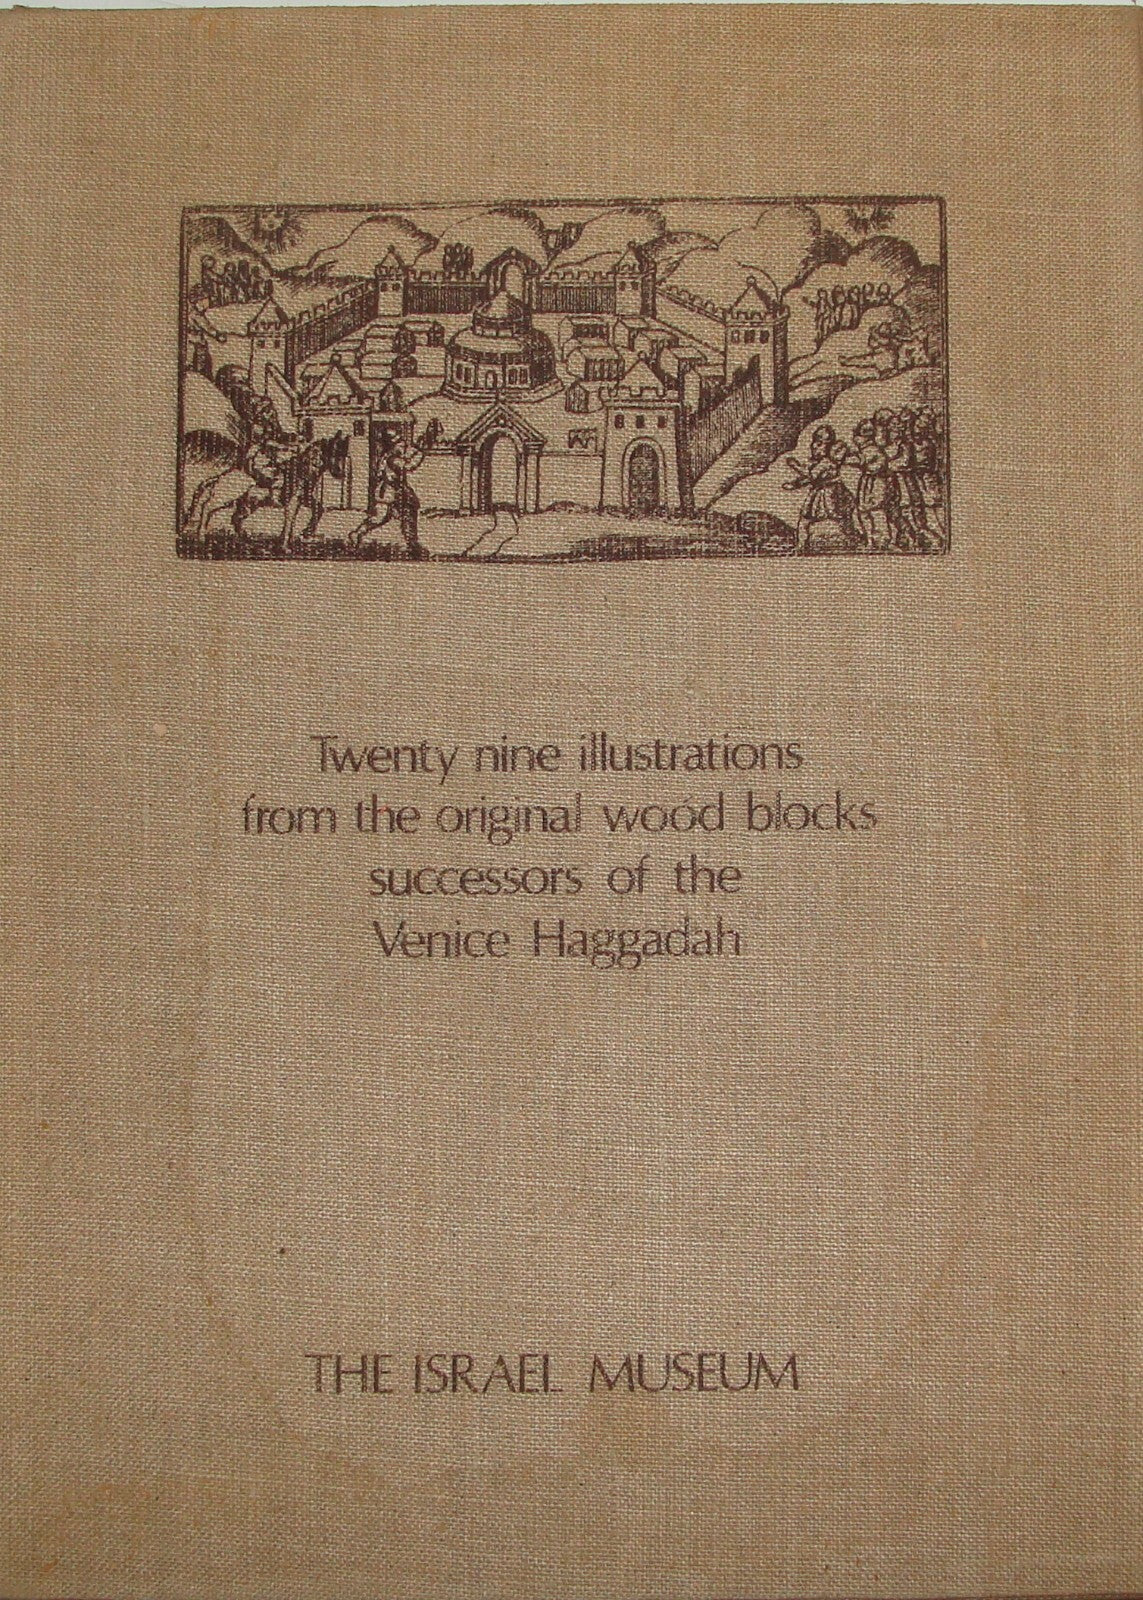 Twenty nine illustrations
from the original wood blocks
successors of the
Venice Haggadah
THE ISRAEL MUSEUM